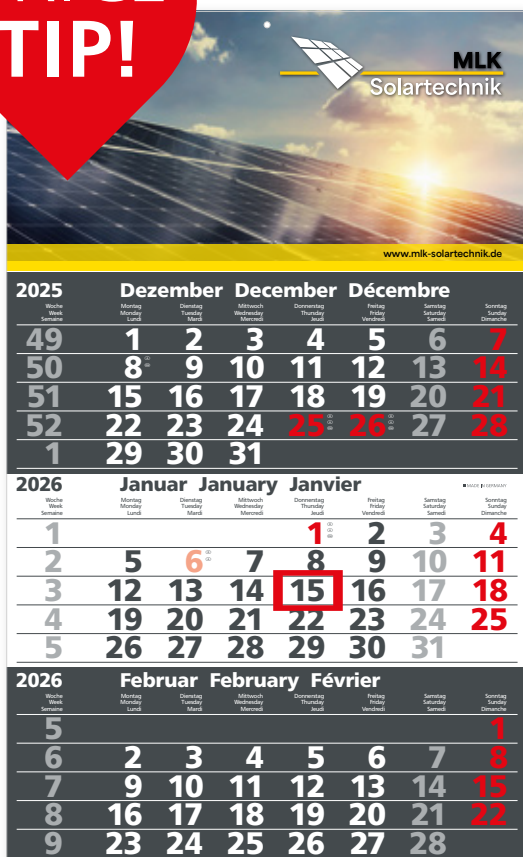 TIP!
MLK
Solartechnik
www.mlk-solartechnik.de
2025 Dezember December Décembre
Woche Montag Dienstag Mittwoch Donnerstag Freitag Samstag Sonntag
Week Monday Tuesday Wednesday Thursday Friday Saturday Sunday
Semaine Lundi Mardi Mercredi Jeudi Vendredi Samedi Dimanche
49 1 2 3 4 5 6 7
50 8 9 10 11 12 13 14
51 15 16 17 18 19 20 21
52 22 23 24 25 26 27 28
1 29 30 31
2026 Januar January Janvier
MADE IN GERMANY
Woche Montag Dienstag Mittwoch Donnerstag Freitag Samstag Sonntag
Week Monday Tuesday Wednesday Thursday Friday Saturday Sunday
Semaine Lundi Mardi Mercredi Jeudi Vendredi Samedi Dimanche
1 1 2 3 4
2 5 6 7 8 9 10 11
3 12 13 14 15 16 17 18
4 19 20 21 22 23 24 25
5 26 27 28 29 30 31
2026 Februar February Février
Woche Montag Dienstag Mittwoch Donnerstag Freitag Samstag Sonntag
Week Monday Tuesday Wednesday Thursday Friday Saturday Sunday
Semaine Lundi Mardi Mercredi Jeudi Vendredi Samedi Dimanche
5 1
6 2 3 4 5 6 7 8
7 9 10 11 12 13 14 15
8 16 17 18 19 20 21 22
9 23 24 25 26 27 28